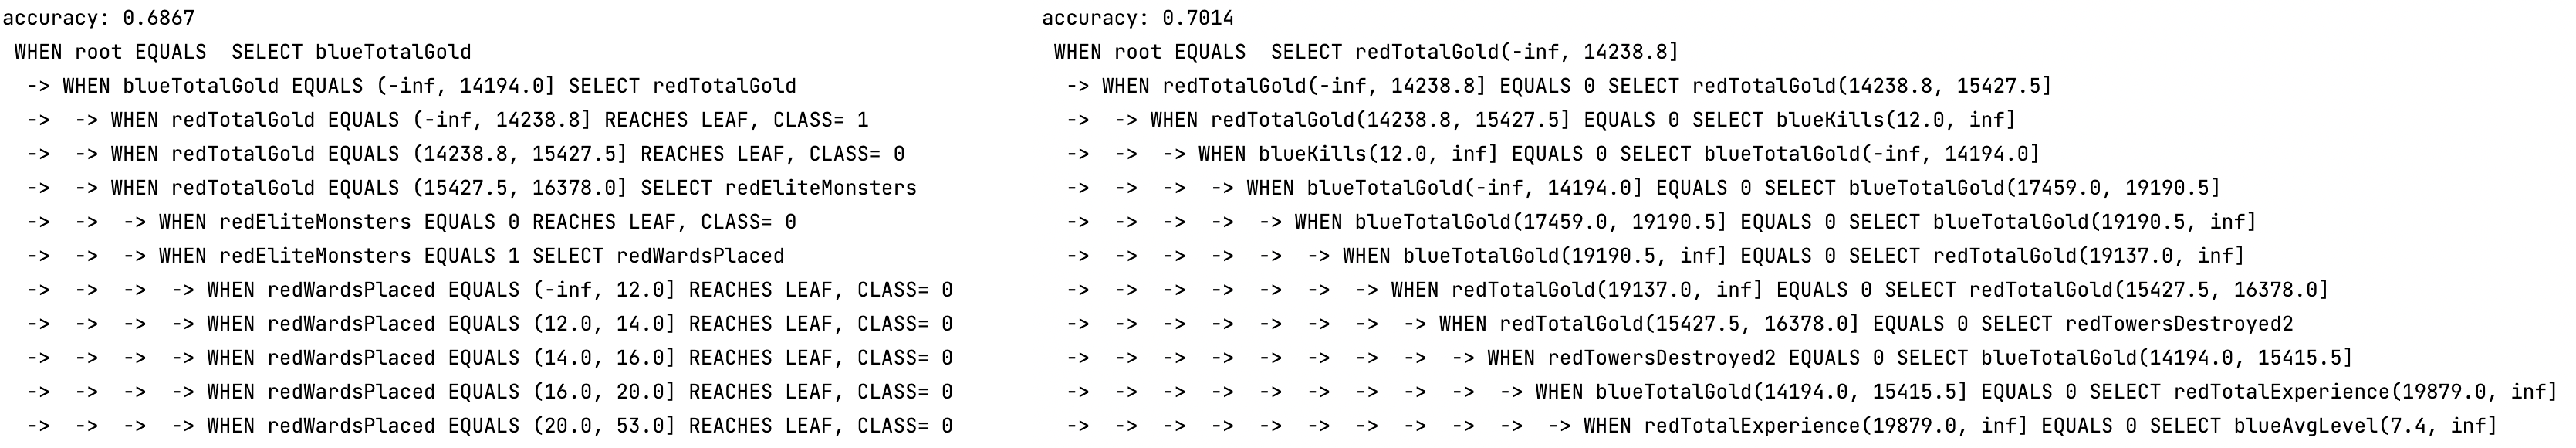 accuracy: 0.6867
WHEN root EQUALS  SELECT blueTotalGold
-> WHEN blueTotalGold EQUALS (-inf, 14194.0] SELECT redTotalGold
->  -> WHEN redTotalGold EQUALS (-inf, 14238.8] REACHES LEAF, CLASS= 1
->  -> WHEN redTotalGold EQUALS (14238.8, 15427.5] REACHES LEAF, CLASS= 0
->  -> WHEN redTotalGold EQUALS (15427.5, 16378.0] SELECT redEliteMonsters
->  ->  -> WHEN redEliteMonsters EQUALS 0 REACHES LEAF, CLASS= 0
->  ->  -> WHEN redEliteMonsters EQUALS 1 SELECT redWardsPlaced
->  ->  ->  -> WHEN redWardsPlaced EQUALS (-inf, 12.0] REACHES LEAF, CLASS= 0
->  ->  ->  -> WHEN redWardsPlaced EQUALS (12.0, 14.0] REACHES LEAF, CLASS= 0
->  ->  ->  -> WHEN redWardsPlaced EQUALS (14.0, 16.0] REACHES LEAF, CLASS= 0
->  ->  ->  -> WHEN redWardsPlaced EQUALS (16.0, 20.0] REACHES LEAF, CLASS= 0
->  ->  ->  -> WHEN redWardsPlaced EQUALS (20.0, 53.0] REACHES LEAF, CLASS= 0
accuracy: 0.7014
WHEN root EQUALS  SELECT redTotalGold(-inf, 14238.8]
-> WHEN redTotalGold(-inf, 14238.8] EQUALS 0 SELECT redTotalGold(14238.8, 15427.5]
->  -> WHEN redTotalGold(14238.8, 15427.5] EQUALS 0 SELECT blueKills(12.0, inf]
->  ->  -> WHEN blueKills(12.0, inf] EQUALS 0 SELECT blueTotalGold(-inf, 14194.0]
->  ->  ->  -> WHEN blueTotalGold(-inf, 14194.0] EQUALS 0 SELECT blueTotalGold(17459.0, 19190.5]
->  ->  ->  ->  -> WHEN blueTotalGold(17459.0, 19190.5] EQUALS 0 SELECT blueTotalGold(19190.5, inf]
->  ->  ->  ->  ->  -> WHEN blueTotalGold(19190.5, inf] EQUALS 0 SELECT redTotalGold(19137.0, inf]
->  ->  ->  ->  ->  ->  -> WHEN redTotalGold(19137.0, inf] EQUALS 0 SELECT redTotalGold(15427.5, 16378.0]
->  ->  ->  ->  ->  ->  ->  -> WHEN redTotalGold(15427.5, 16378.0] EQUALS 0 SELECT redTowersDestroyed2
->  ->  ->  ->  ->  ->  ->  ->  -> WHEN redTowersDestroyed2 EQUALS 0 SELECT blueTotalGold(14194.0, 15415.5]
->  ->  ->  ->  ->  ->  ->  ->  ->  -> WHEN blueTotalGold(14194.0, 15415.5] EQUALS 0 SELECT redTotalExperience(19879.0, inf]
->  ->  ->  ->  ->  ->  ->  ->  ->  ->  -> WHEN redTotalExperience(19879.0, inf] EQUALS 0 SELECT blueAvgLevel(7.4, inf]